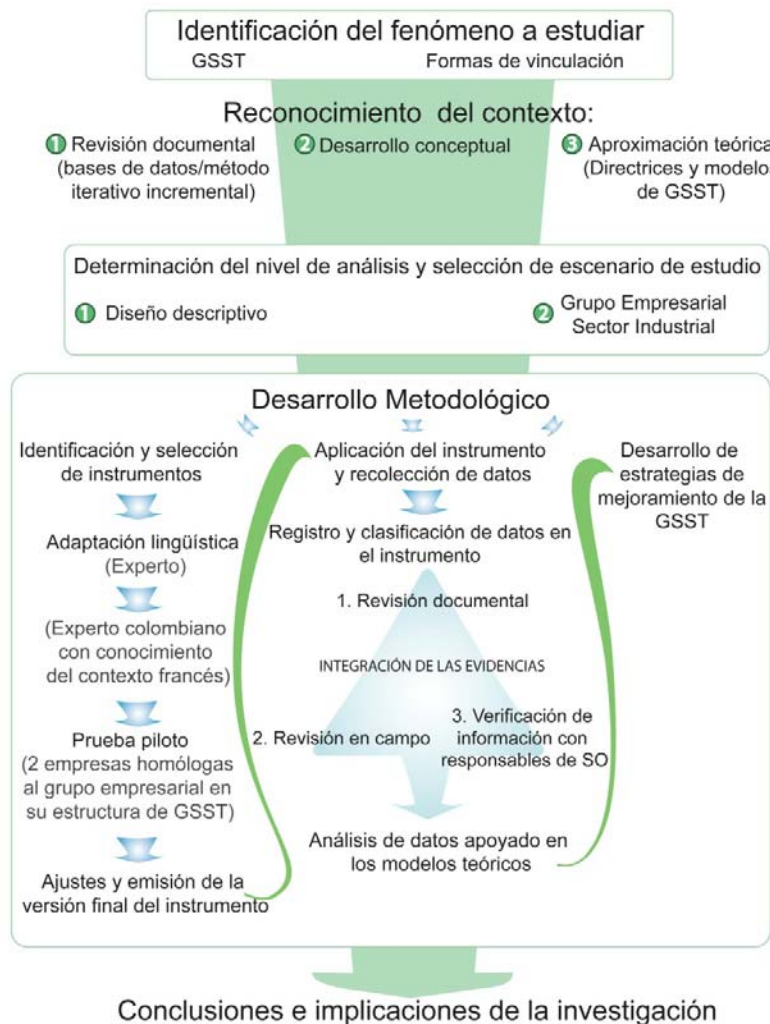 Identificación del fenómeno a estudiar
GSST Formas de vinculación
Reconocimiento del contexto:
1 Revisión documental
(bases de datos/método
iterativo incremental)
2 Desarrollo conceptual
3 Aproximación teórica
(Directrices y modelos
de GSST)
Determinación del nivel de análisis y selección de escenario de estudio
1 Diseño descriptivo
2 Grupo Empresarial
Sector Industrial
Desarrollo Metodológico
Identificación y selección
de instrumentos
Adaptación lingüística
(Experto)
(Experto colombiano
con conocimiento
del contexto francés)
Prueba piloto
(2 empresas homólogas
al grupo empresarial en
su estructura de GSST)
Ajustes y emisión de la
versión final del instrumento
Aplicación del instrumento
y recolección de datos
Registro y clasificación de datos en
el instrumento
1. Revisión documental
INTEGRACIÓN DE LAS EVIDENCIAS
2. Revisión en campo
3. Verificación de
información con
responsables de SO
Análisis de datos apoyado en
los modelos teóricos
Desarrollo de
estrategias de
mejoramiento de la
GSST
Conclusiones e implicaciones de la investigación